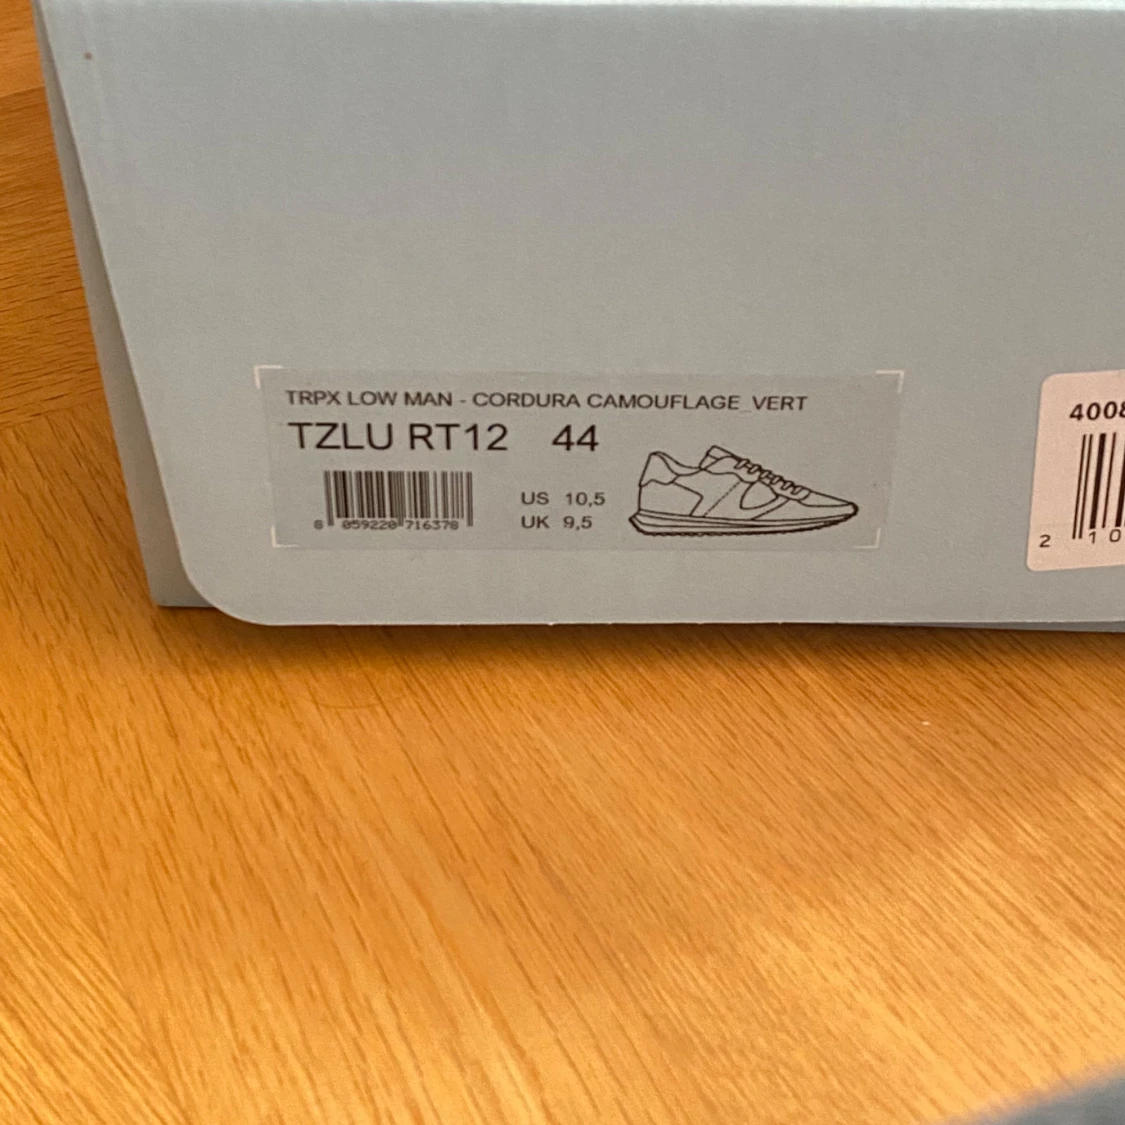 TRPX LOW MAN - CORDURA CAMOUFLAGE_VERT
TZLU RT12 44
8 059220 716378
US 10,5
UK 9,5
4008
2 10